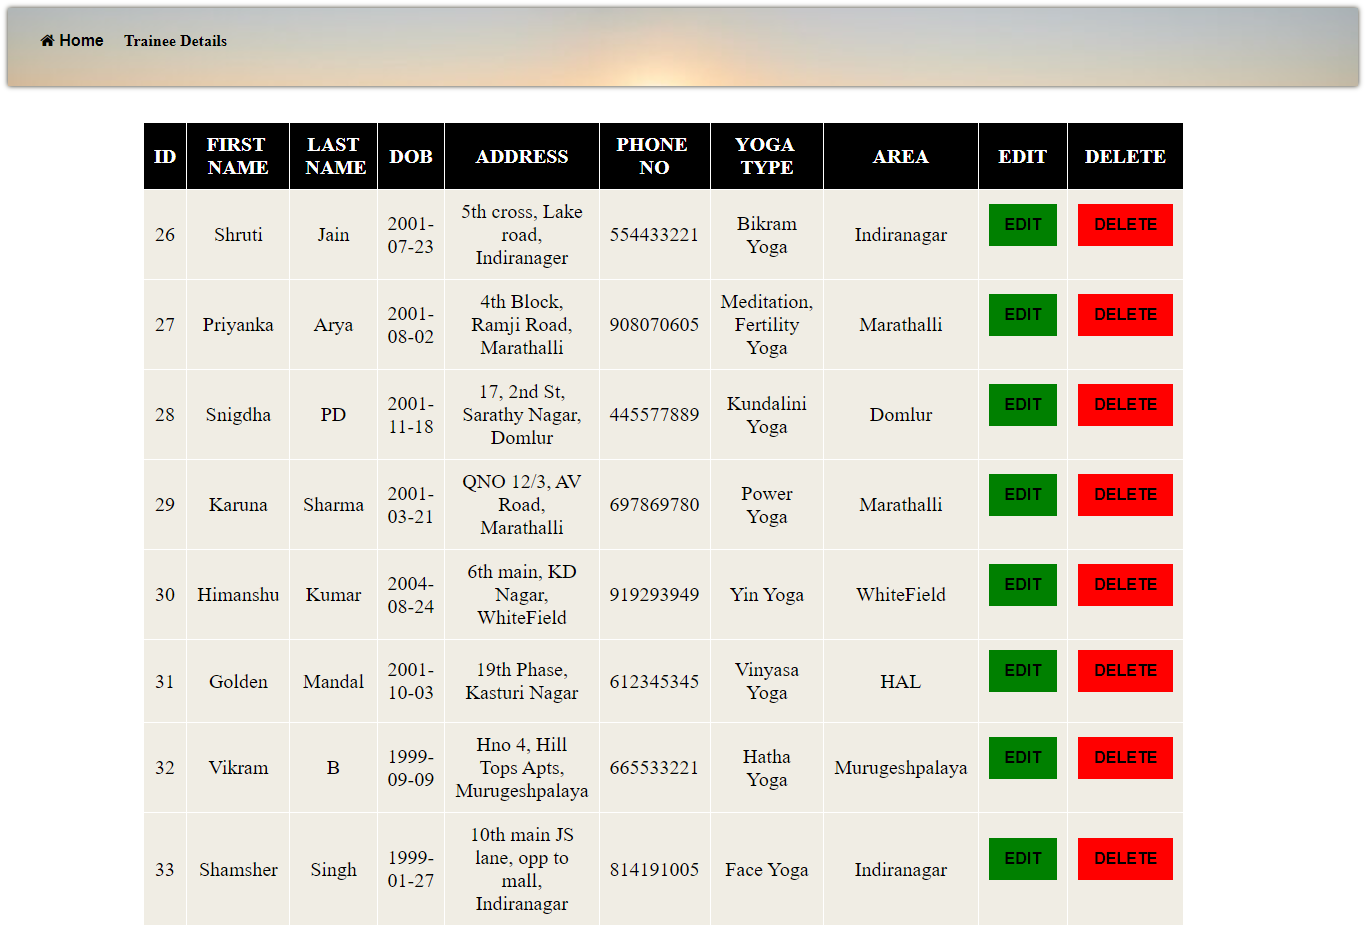 Home Trainee Details
ID FIRST NAME LAST NAME DOB ADDRESS PHONE NO YOGA TYPE AREA EDIT DELETE
26 Shruti Jain 2001-07-23 5th cross, Lake road, Indiranager 554433221 Bikram Yoga Indiranagar EDIT DELETE
27 Priyanka Arya 2001-08-02 4th Block, Ramji Road, Marathalli 908070605 Meditation, Fertility Yoga Marathalli EDIT DELETE
28 Snigdha PD 2001-11-18 17, 2nd St, Sarathy Nagar, Domlur 445577889 Kundalini Yoga Domlur EDIT DELETE
29 Karuna Sharma 2001-03-21 QNO 12/3, AV Road, Marathalli 697869780 Power Yoga Marathalli EDIT DELETE
30 Himanshu Kumar 2004-08-24 6th main, KD Nagar, WhiteField 919293949 Yin Yoga WhiteField EDIT DELETE
31 Golden Mandal 2001-10-03 19th Phase, Kasturi Nagar 612345345 Vinyasa Yoga HAL EDIT DELETE
32 Vikram B 1999-09-09 Hno 4, Hill Tops Apts, Murugeshpalaya 665533221 Hatha Yoga Murugeshpalaya EDIT DELETE
33 Shamsher Singh 1999-01-27 10th main JS lane, opp to mall, Indiranagar 814191005 Face Yoga Indiranagar EDIT DELETE